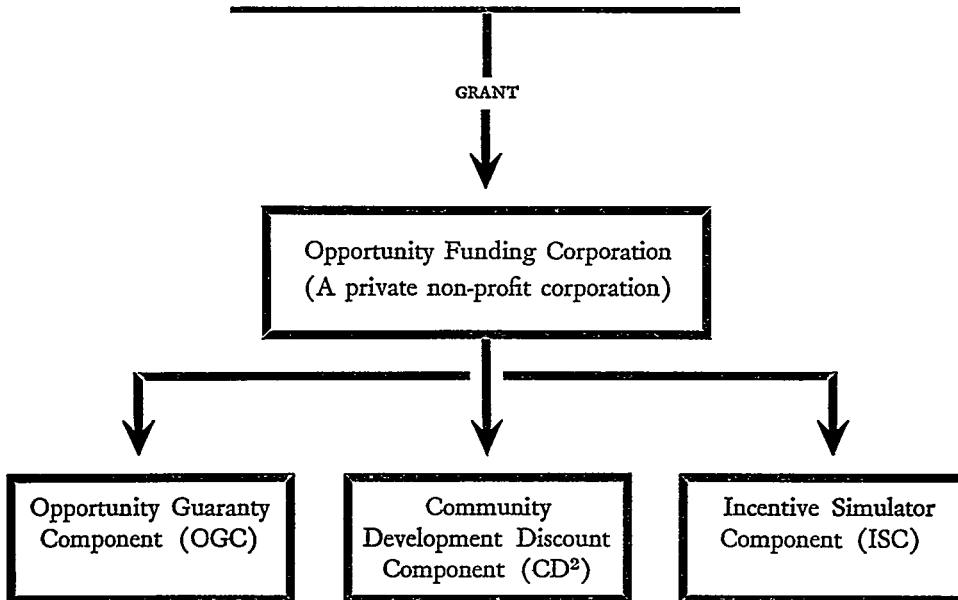 GRANT
Opportunity Funding Corporation
(A private non-profit corporation)
Opportunity Guaranty
Component (OGC)
Community
Development Discount
Component (CD²)
Incentive Simulator
Component (ISC)